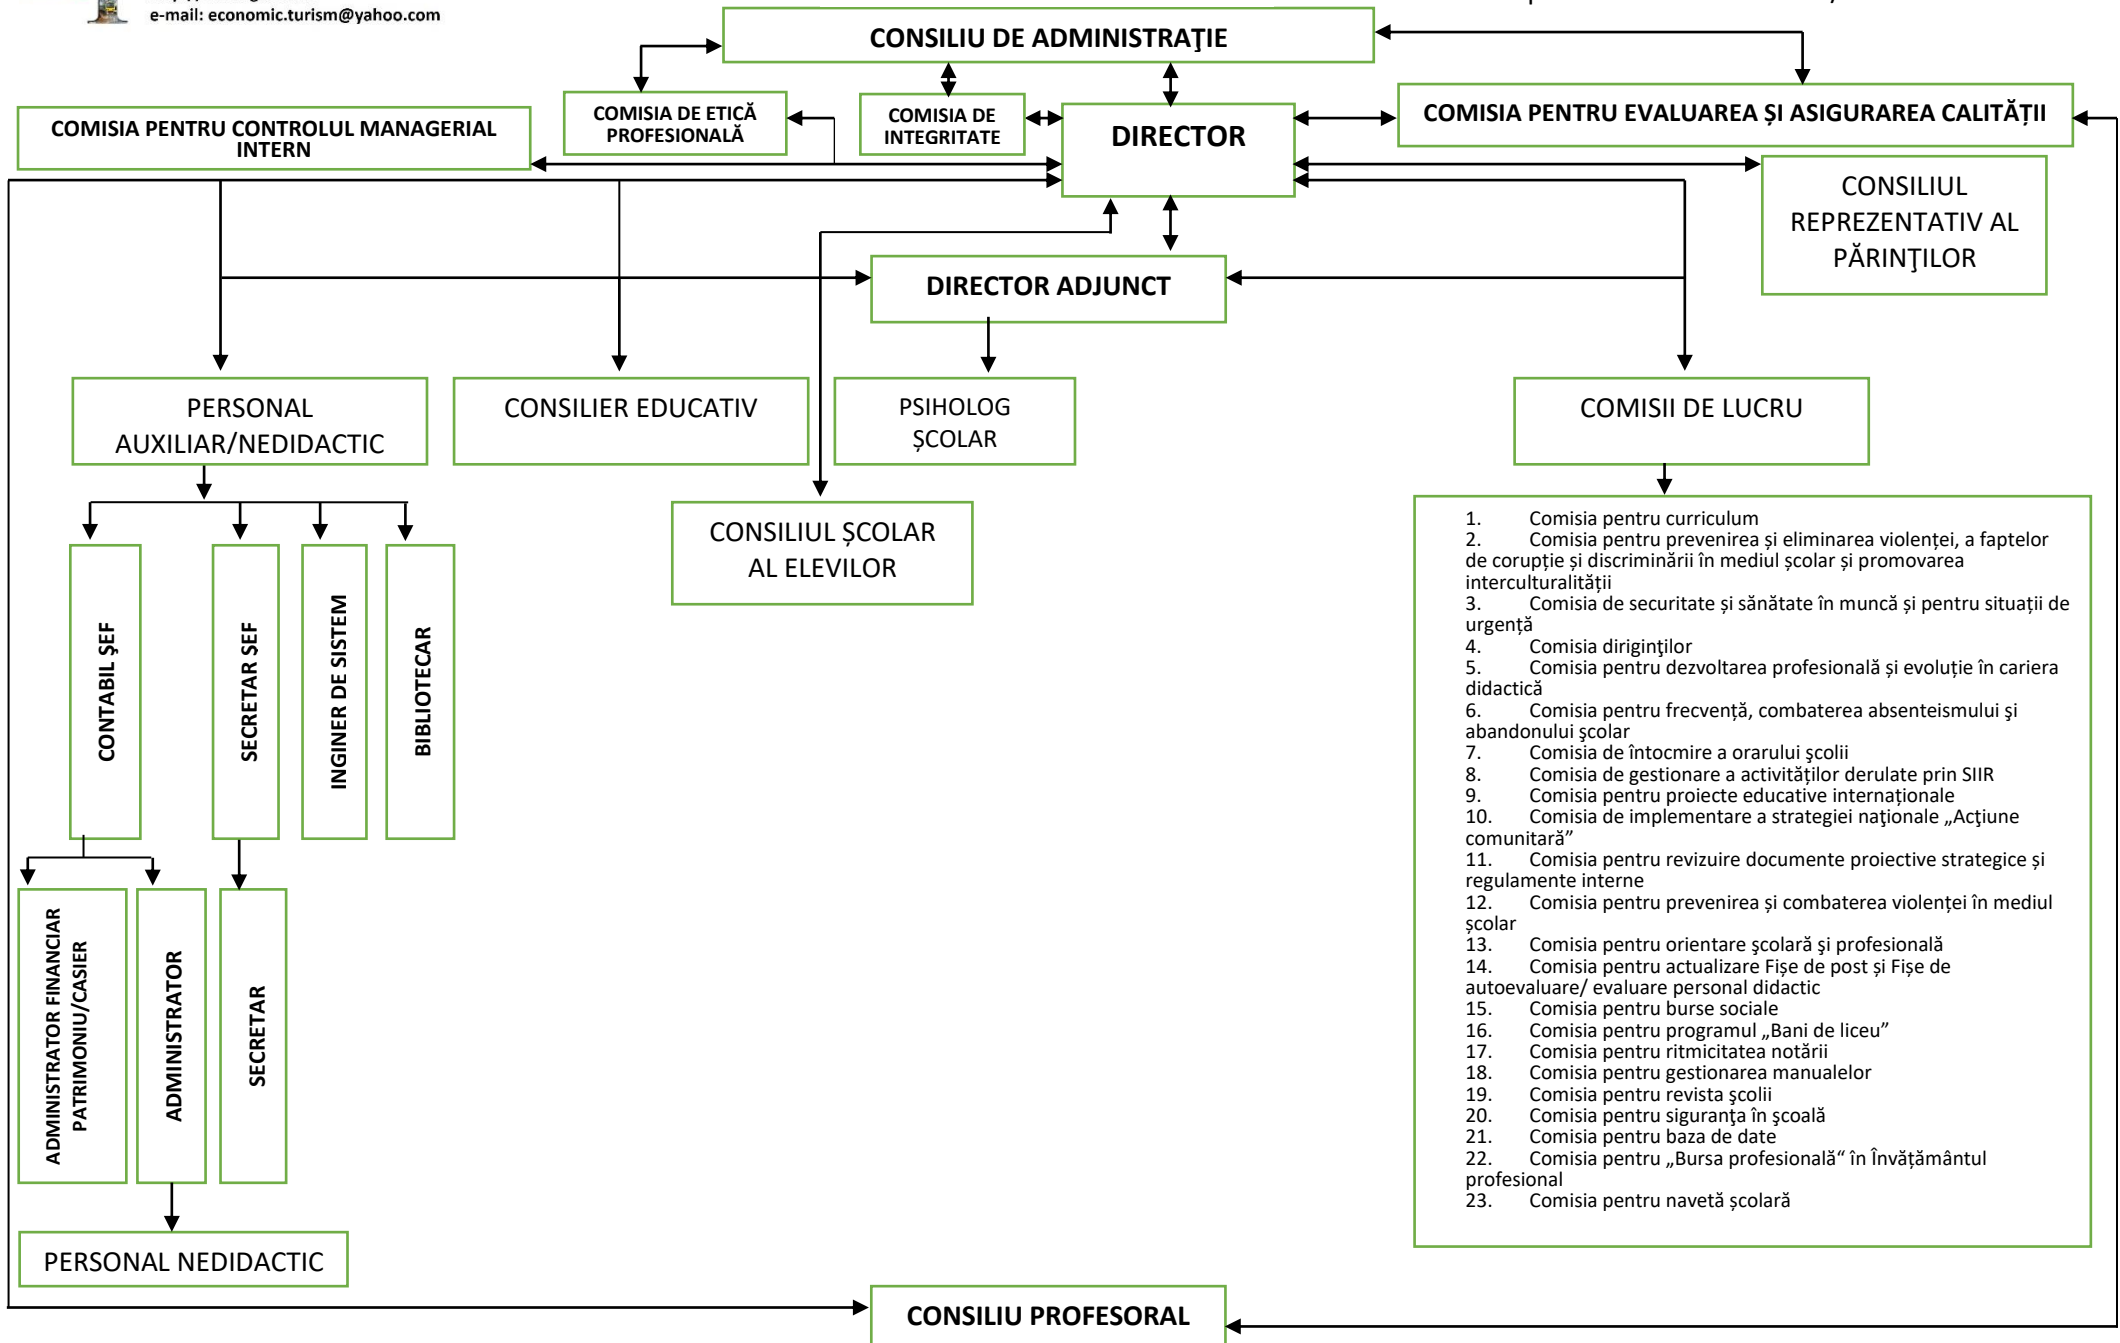 e-mail: economic.turism@yahoo.com
CONSILIU DE ADMINISTRAŢIE
COMISIA PENTRU CONTROLUL MANAGERIAL
INTERN
COMISIA DE ETICĂ
PROFESIONALĂ
COMISIA DE
INTEGRITATE
DIRECTOR
COMISIA PENTRU EVALUAREA ȘI ASIGURAREA CALITĂȚII
CONSILIUL
REPREZENTATIV AL
PĂRINŢILOR
DIRECTOR ADJUNCT
PERSONAL
AUXILIAR/NEDIDACTIC
CONSILIER EDUCATIV
PSIHOLOG
ȘCOLAR
COMISII DE LUCRU
CONSILIUL ȘCOLAR
AL ELEVILOR
CONTABIL ŞEF
SECRETAR ŞEF
INGINER DE SISTEM
BIBLIOTECAR
ADMINISTRATOR FINANCIAR
PATRIMONIU/CASIER
ADMINISTRATOR
SECRETAR
PERSONAL NEDIDACTIC
1. Comisia pentru curriculum
2. Comisia pentru prevenirea și eliminarea violenței, a faptelor
de corupție și discriminării în mediul școlar și promovarea
interculturalității
3. Comisia de securitate și sănătate în muncă și pentru situații de
urgență
4. Comisia diriginţilor
5. Comisia pentru dezvoltarea profesională și evoluție în cariera
didactică
6. Comisia pentru frecvență, combaterea absenteismului şi
abandonului şcolar
7. Comisia de întocmire a orarului şcolii
8. Comisia de gestionare a activităților derulate prin SIIR
9. Comisia pentru proiecte educative internaționale
10. Comisia de implementare a strategiei naţionale „Acţiune
comunitară”
11. Comisia pentru revizuire documente proiective strategice și
regulamente interne
12. Comisia pentru prevenirea și combaterea violenței în mediul
școlar
13. Comisia pentru orientare şcolară şi profesională
14. Comisia pentru actualizare Fișe de post și Fișe de
autoevaluare/ evaluare personal didactic
15. Comisia pentru burse sociale
16. Comisia pentru programul „Bani de liceu”
17. Comisia pentru ritmicitatea notării
18. Comisia pentru gestionarea manualelor
19. Comisia pentru revista şcolii
20. Comisia pentru siguranţa în şcoală
21. Comisia pentru baza de date
22. Comisia pentru „Bursa profesională“ în Învățământul
profesional
23. Comisia pentru navetă școlară
CONSILIU PROFESORAL